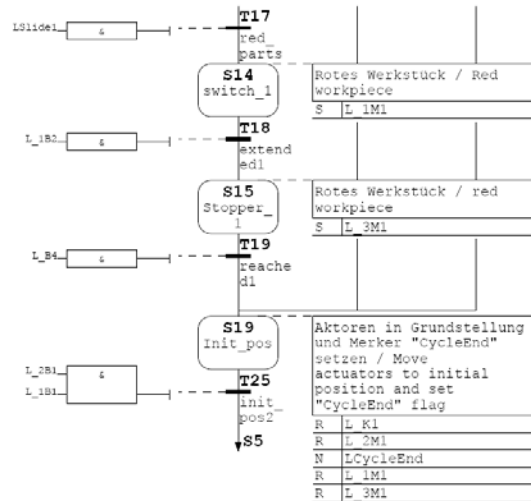 T17
LSlide1
&
red_
parts
S14
switch_1
Rotes Werkstück / Red
workpiece
S L_1M1
T18
L_1B2
&
extend
ed1
S15
Stopper_
1
Rotes Werkstück / red
workpiece
S L_3M1
T19
L_B4
&
reache
d1
S19
Init_pos
Aktoren in Grundstellung
und Merker "CycleEnd"
setzen / Move
actuators to initial
position and set
"CycleEnd" flag
L_2B1
&
L_1B1
T25
init_
pos2_
S5
R L_K1
R L_2M1
N LCycleEnd
R L_1M1
R L_3M1